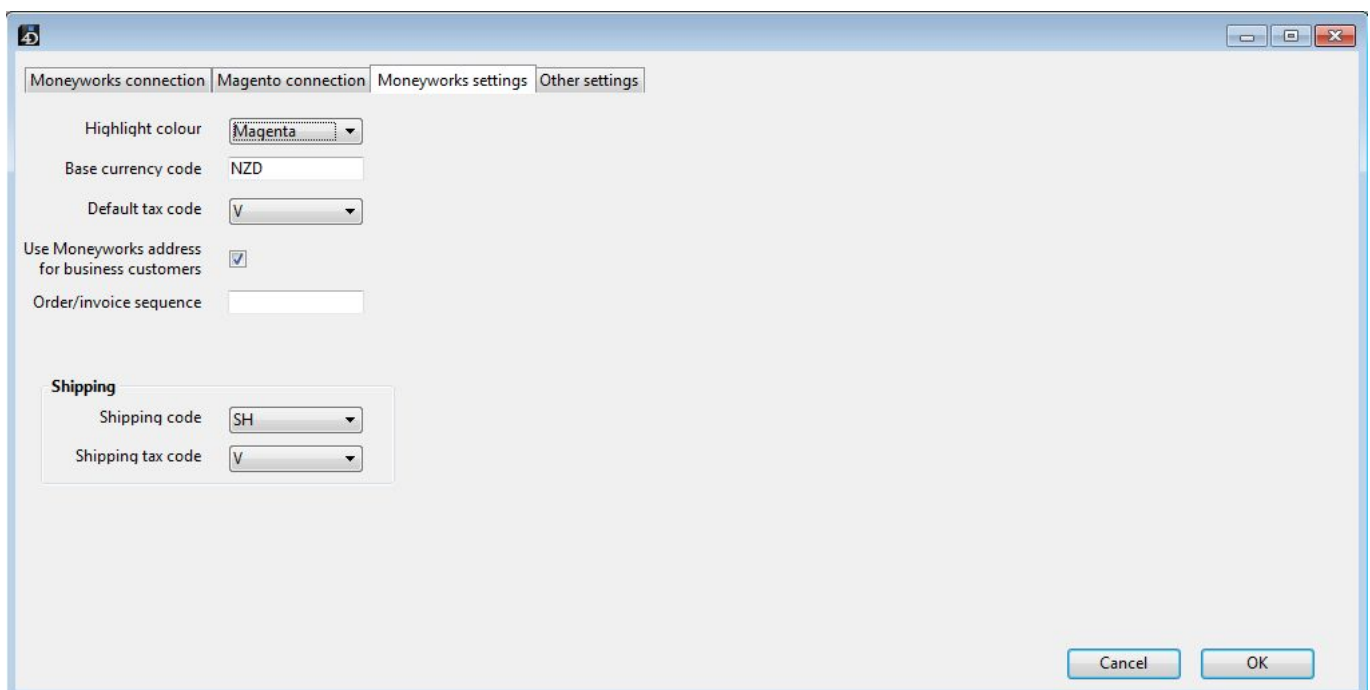 4D
Moneyworks connection Magento connection Moneyworks settings Other settings
Highlight colour Magenta
Base currency code NZD
Default tax code V
Use Moneyworks address
for business customers
Order/invoice sequence
Shipping
Shipping code SH
Shipping tax code V
Cancel OK